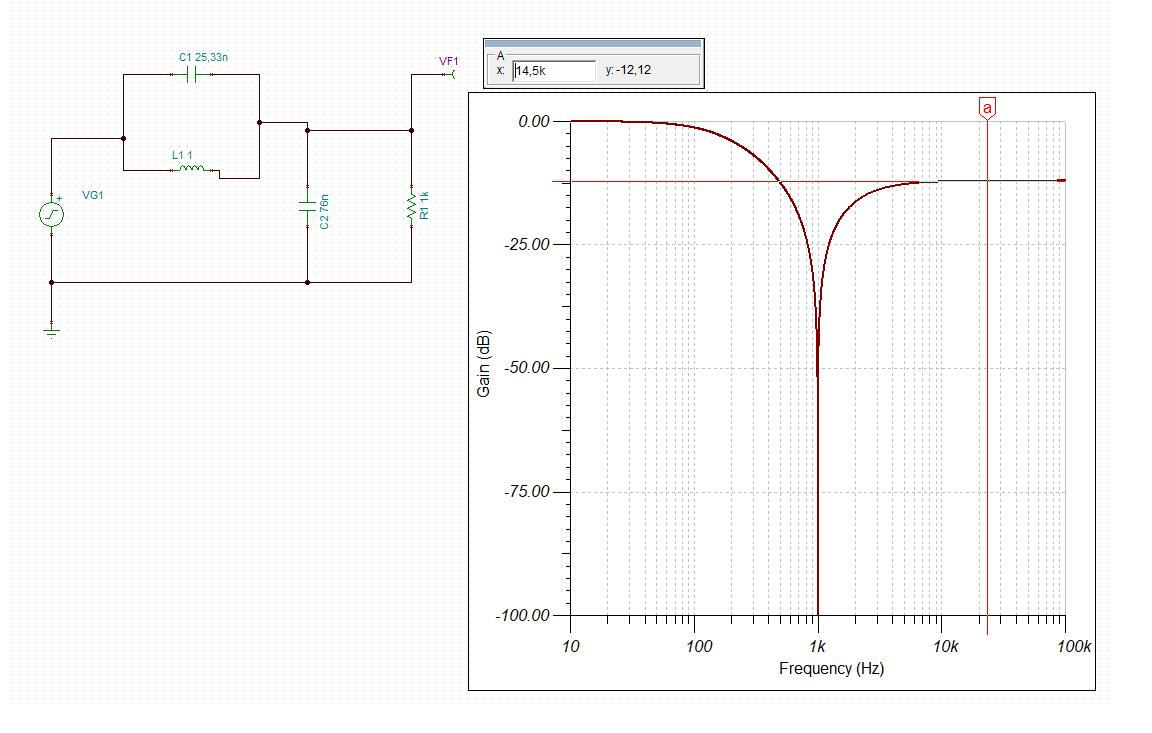 C1 25,33n
L1 1
VG1
+
C2 76n
R1 1k
VF1
A
x: 14,5k y:-12,12
a
0.00
-25.00
-50.00
-75.00
-100.00
Gain (dB)
10 100 1k 10k 100k
Frequency (Hz)